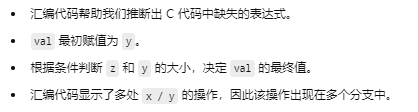 • 汇编代码帮助我们推断出 C 代码中缺失的表达式。
• val 最初赋值为 y 。
• 根据条件判断 z 和 y 的大小，决定 val 的最终值。
• 汇编代码显示了多处 x / y 的操作，因此该操作出现在多个分支中。